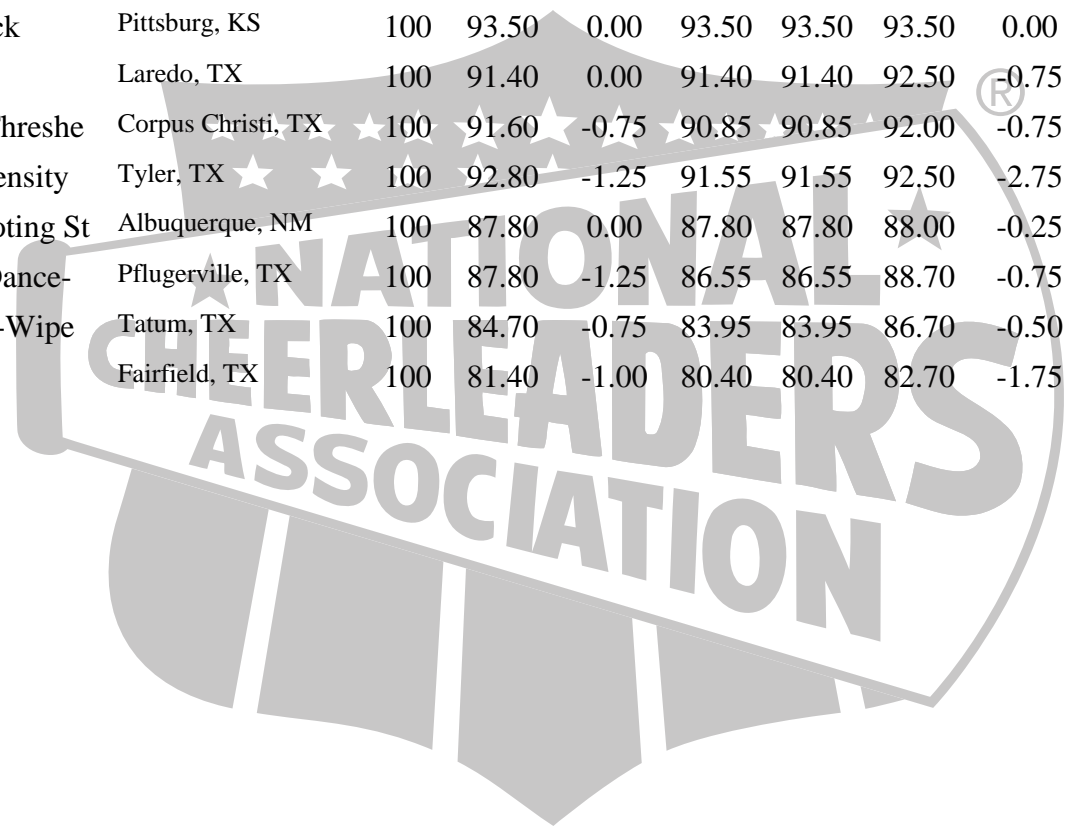 ck Pittsburg, KS 100 93.50 0.00 93.50 93.50 93.50 0.00
Laredo, TX 100 91.40 0.00 91.40 91.40 92.50 -0.75
Threshe Corpus Christi, TX 100 91.60 -0.75 90.85 90.85 92.00 -0.75
ensity Tyler, TX 100 92.80 -1.25 91.55 91.55 92.50 -2.75
oting St Albuquerque, NM 100 87.80 0.00 87.80 87.80 88.00 -0.25
Dance- Pflugerville, TX 100 87.80 -1.25 86.55 86.55 88.70 -0.75
-Wipe Tatum, TX 100 84.70 -0.75 83.95 83.95 86.70 -0.50
Fairfield, TX 100 81.40 -1.00 80.40 80.40 82.70 -1.75
NATIONAL
CHEERLEADERS
ASSOCIATION
®